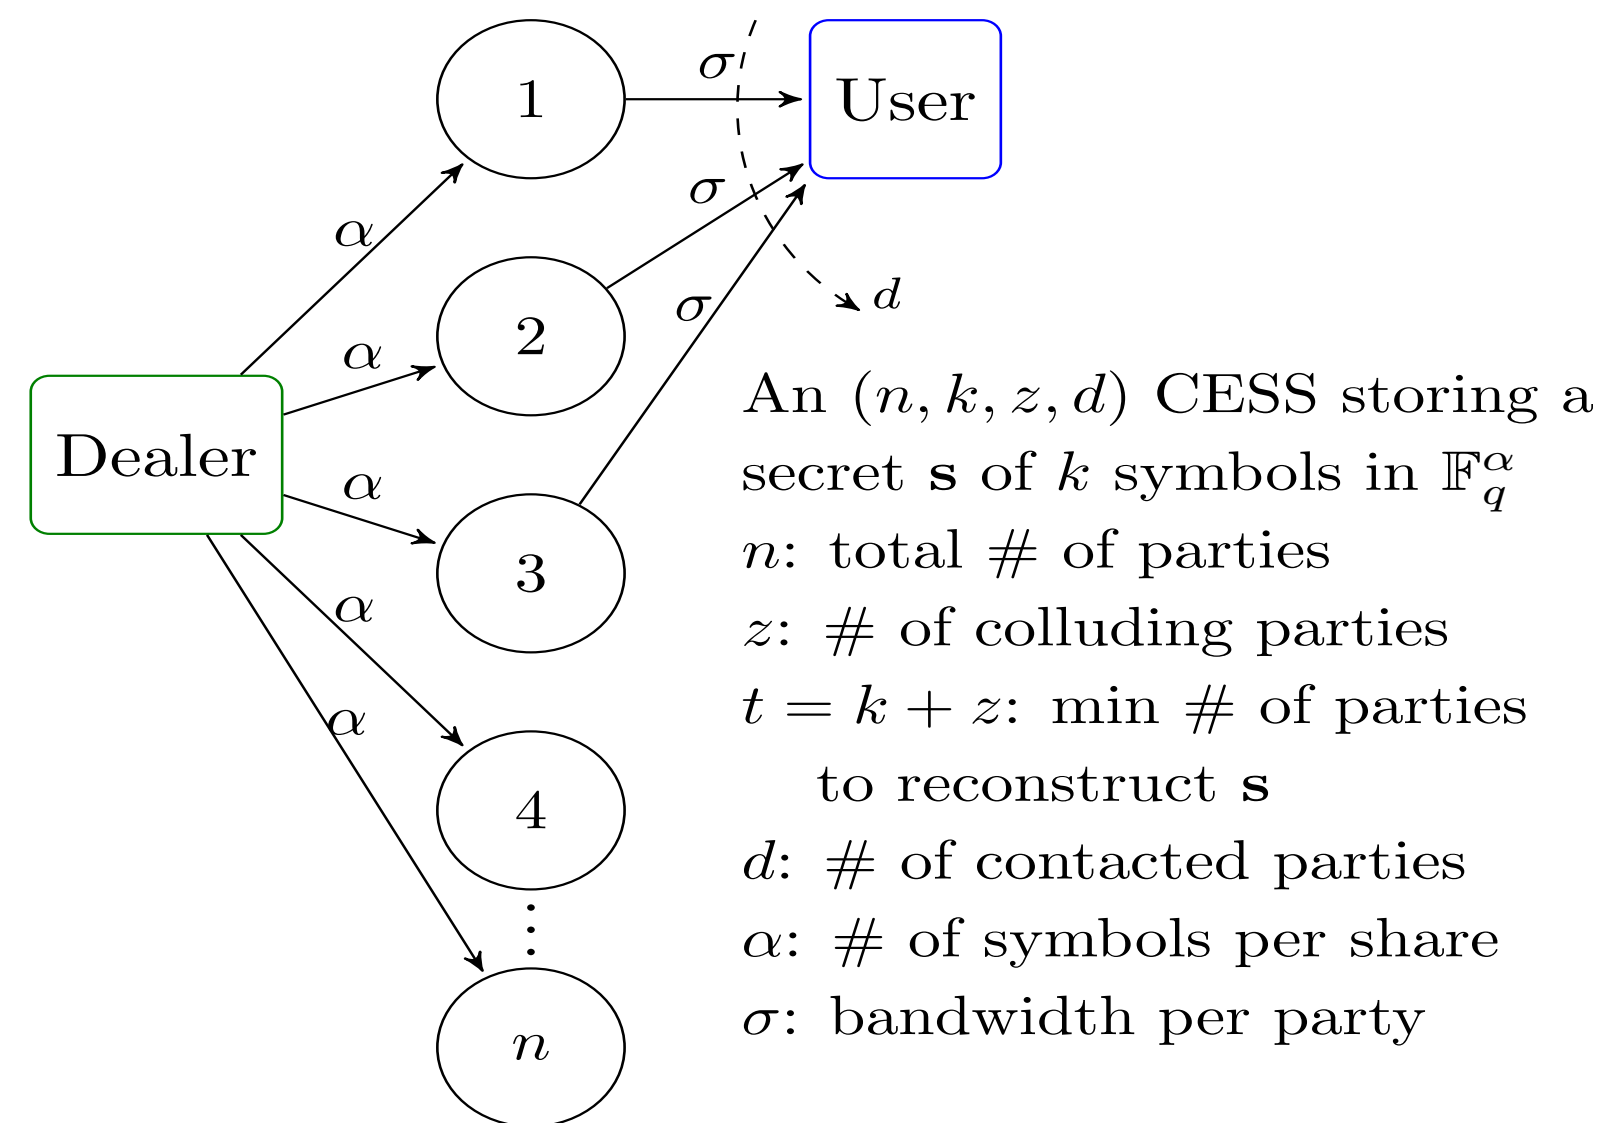 1
σ
User
α
σ
2
d
σ
α
An (n, k, z, d) CESS storing a
Dealer
secret s of k symbols in 𝔽_q^α
α
n: total # of parties
3
α
z: # of colluding parties
α
t = k + z: min # of parties
to reconstruct s
4
d: # of contacted parties
⋮
α: # of symbols per share
σ: bandwidth per party
n